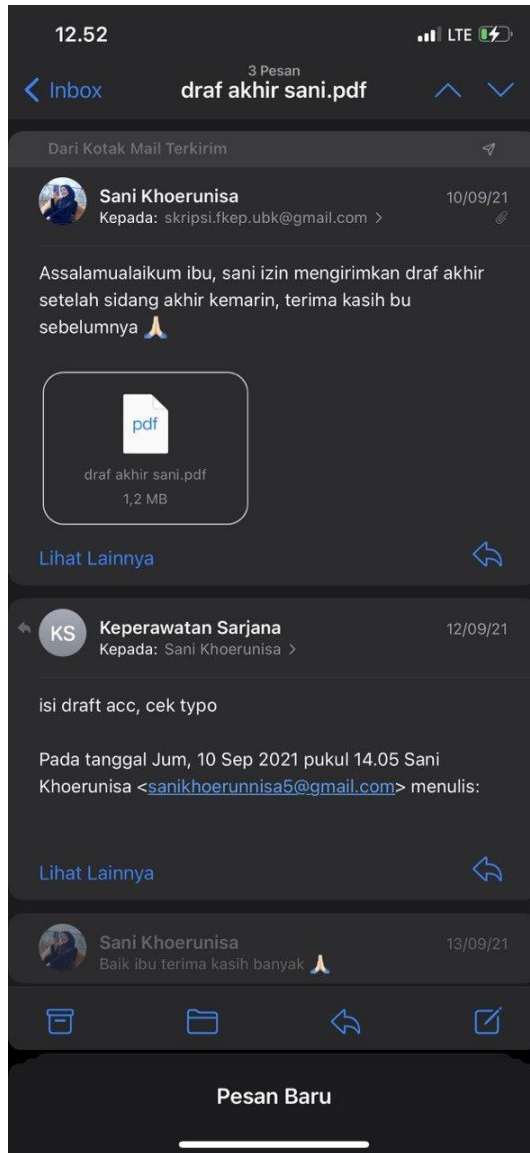 12.52
LTE
3 Pesan
Inbox
draf akhir sani.pdf
Dari Kotak Mail Terkirim
Sani Khoerunisa
10/09/21
Kepada: skripsi.fkep.ubk@gmail.com >
Assalamualaikum ibu, sani izin mengirimkan draf akhir
setelah sidang akhir kemarin, terima kasih bu
sebelumnya 🙏🏻
pdf
draf akhir sani.pdf
1,2 MB
Lihat Lainnya
KS
Keperawatan Sarjana
12/09/21
Kepada: Sani Khoerunisa >
isi draft acc, cek typo
Pada tanggal Jum, 10 Sep 2021 pukul 14.05 Sani
Khoerunisa <sanikhoerunnisa5@gmail.com> menulis:
Lihat Lainnya
Sani Khoerunisa
13/09/21
Baik ibu terima kasih banyak 🙏🏻
Pesan Baru